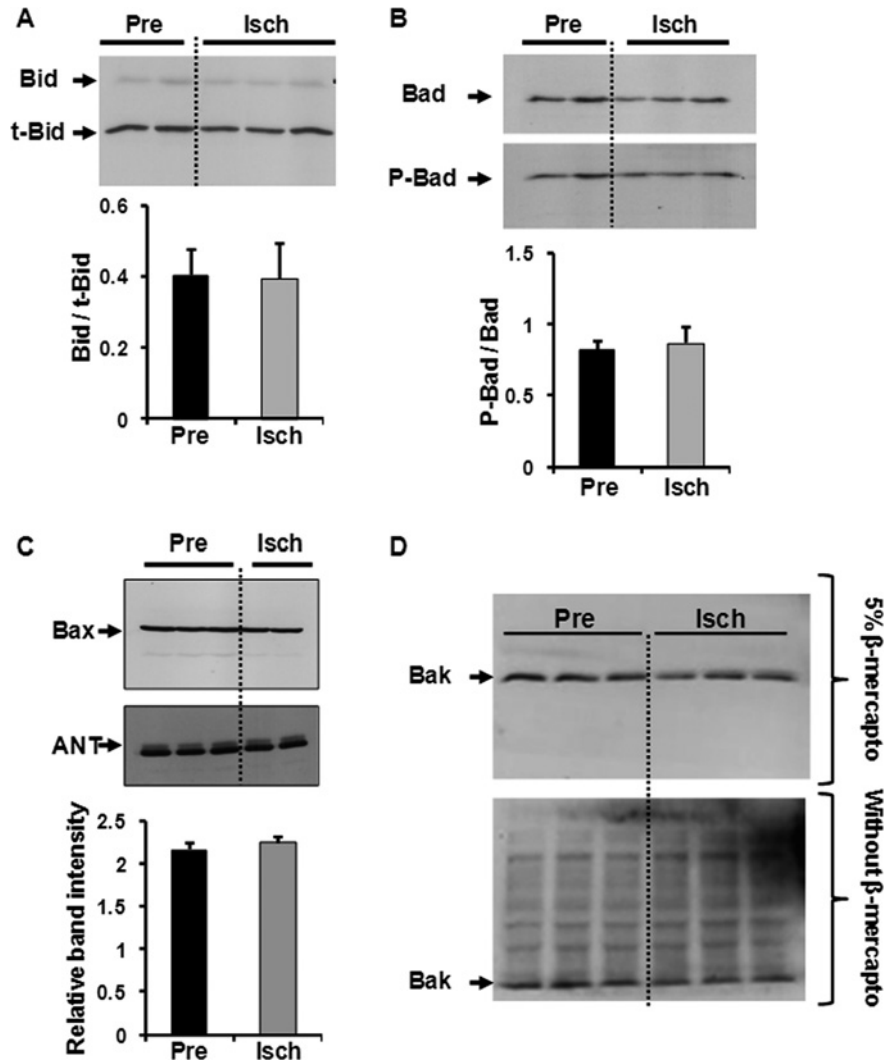 A
Pre Isch
Bid
t-Bid
0.6
0.4
0.2
0
Bid / t-Bid
Pre Isch
B
Pre Isch
Bad
P-Bad
1.5
1
0.5
0
P-Bad / Bad
Pre Isch
C
Pre Isch
Bax
ANT
2.5
2
1.5
1
0.5
0
Relative band intensity
Pre Isch
D
Pre Isch
Bak
5% β-mercapto
Bak
Without β-mercapto